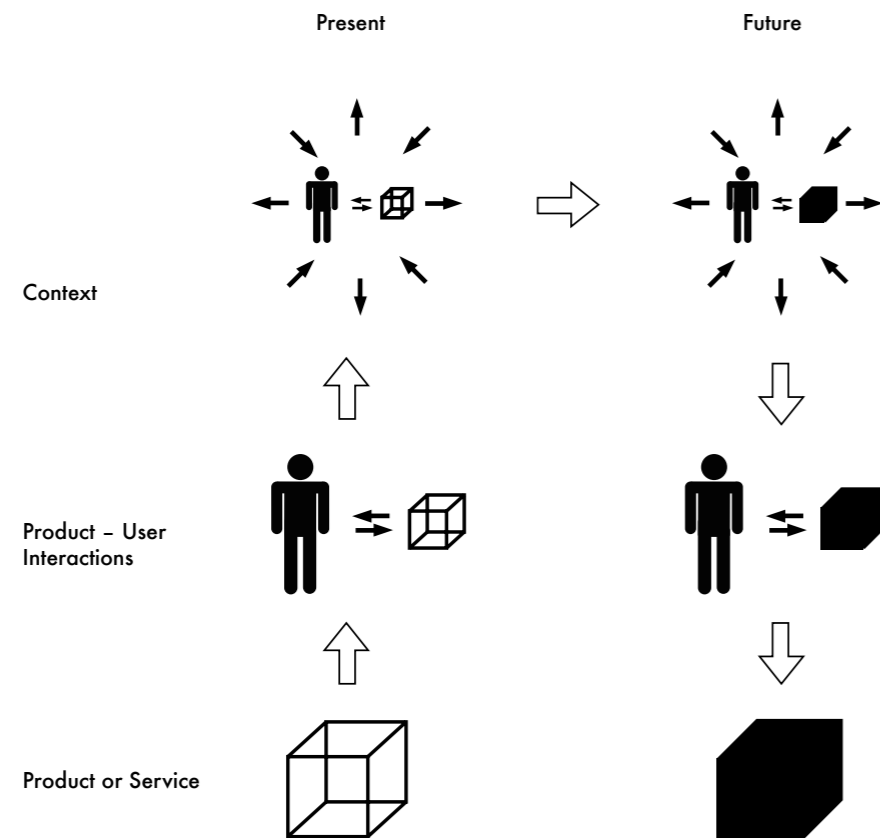 Present
Future
Context
Product – User
Interactions
Product or Service